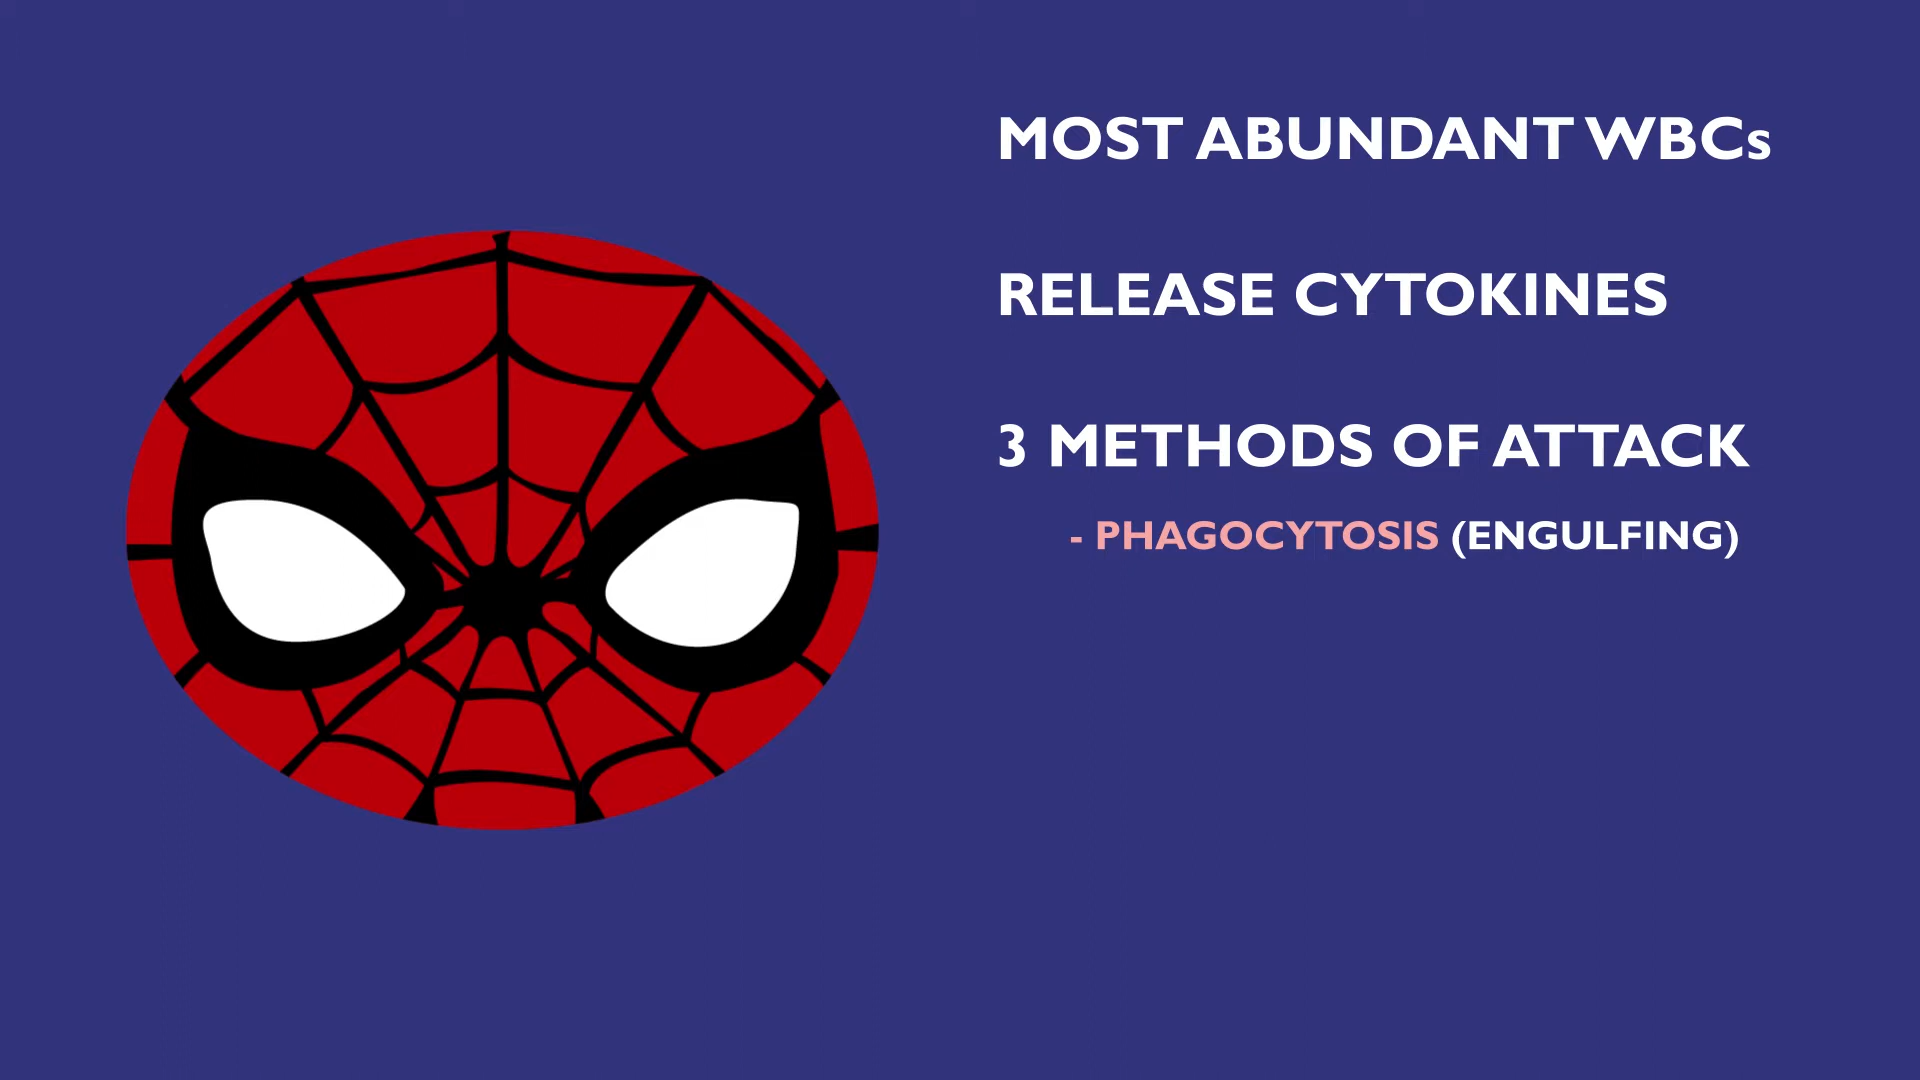 MOST ABUNDANT WBCs
RELEASE CYTOKINES
3 METHODS OF ATTACK
- PHAGOCYTOSIS (ENGULFING)